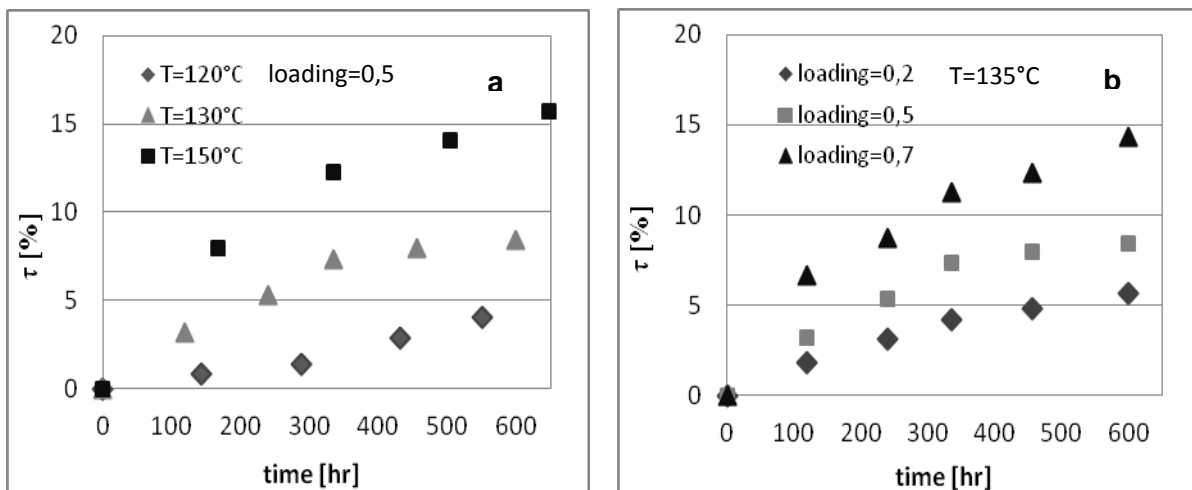 20
15
10
5
0
τ [%]
T=120°C loading=0,5 a
T=130°C
T=150°C
0 100 200 300 400 500 600
time [hr]
20
15
10
5
0
τ [%]
loading=0,2 T=135°C b
loading=0,5
loading=0,7
0 100 200 300 400 500 600
time [hr]